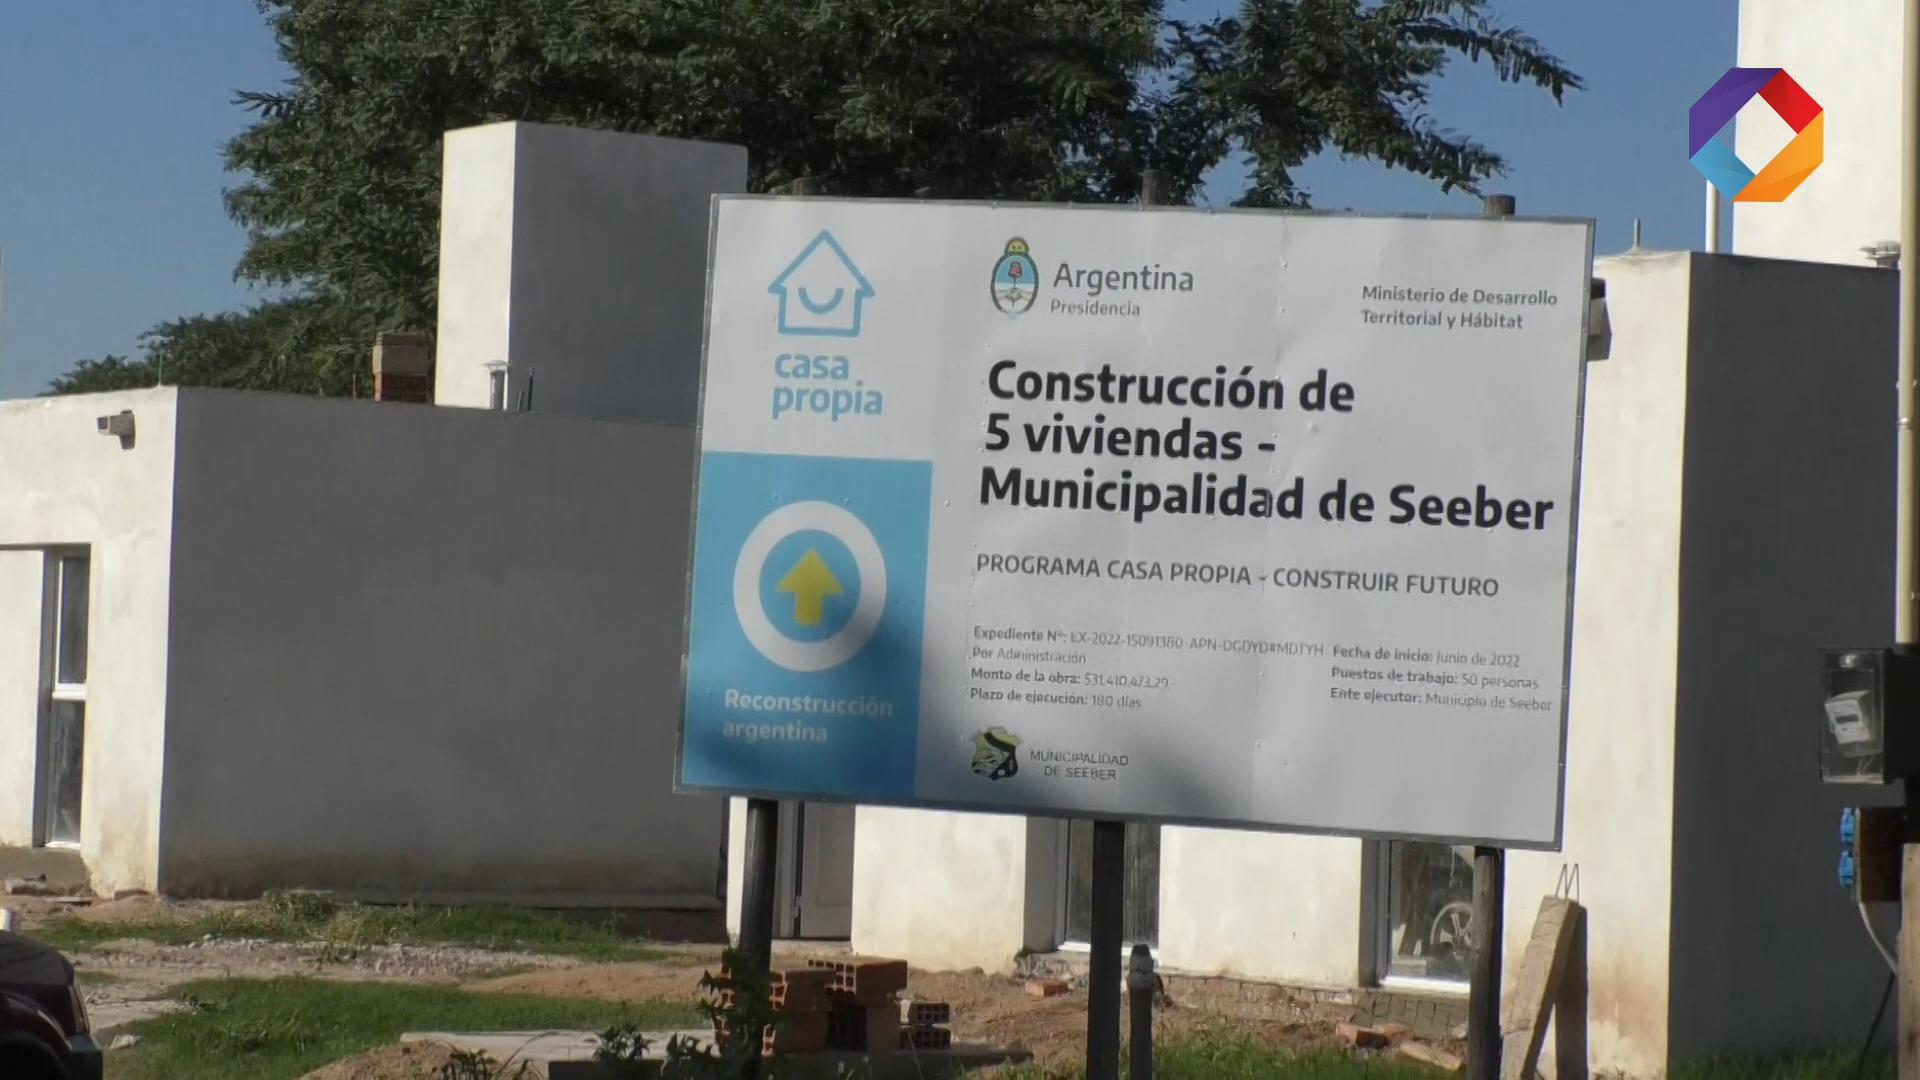 casa
propia
Reconstrucción
argentina
Argentina
Presidencia
Ministerio de Desarrollo
Territorial y Hábitat
Construcción de
5 viviendas -
Municipalidad de Seeber
PROGRAMA CASA PROPIA - CONSTRUIR FUTURO
Expediente N°: EX-2022-15091380-APN-DGDYD#MDTYH
Por Administración
Monto de la obra: $31.410.473,29.-
Plazo de ejecución: 180 días
Fecha de inicio: Junio de 2022
Puestos de trabajo: 50 personas
Ente ejecutor: Municipio de Seeber
MUNICIPALIDAD
DE SEEBER